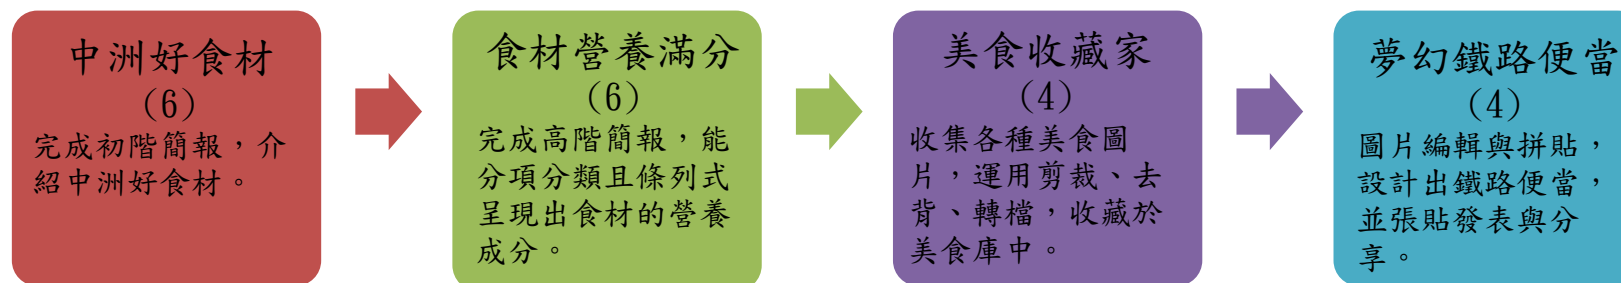 中洲好食材
(6)
完成初階簡報，介
紹中洲好食材。
食材營養滿分
(6)
完成高階簡報，能
分項分類且條列式
呈現出食材的營養
成分。
美食收藏家
(4)
收集各種美食圖
片，運用剪裁、去
背、轉檔，收藏於
美食庫中。
夢幻鐵路便當
(4)
圖片編輯與拼貼，
設計出鐵路便當，
並張貼發表與分
享。